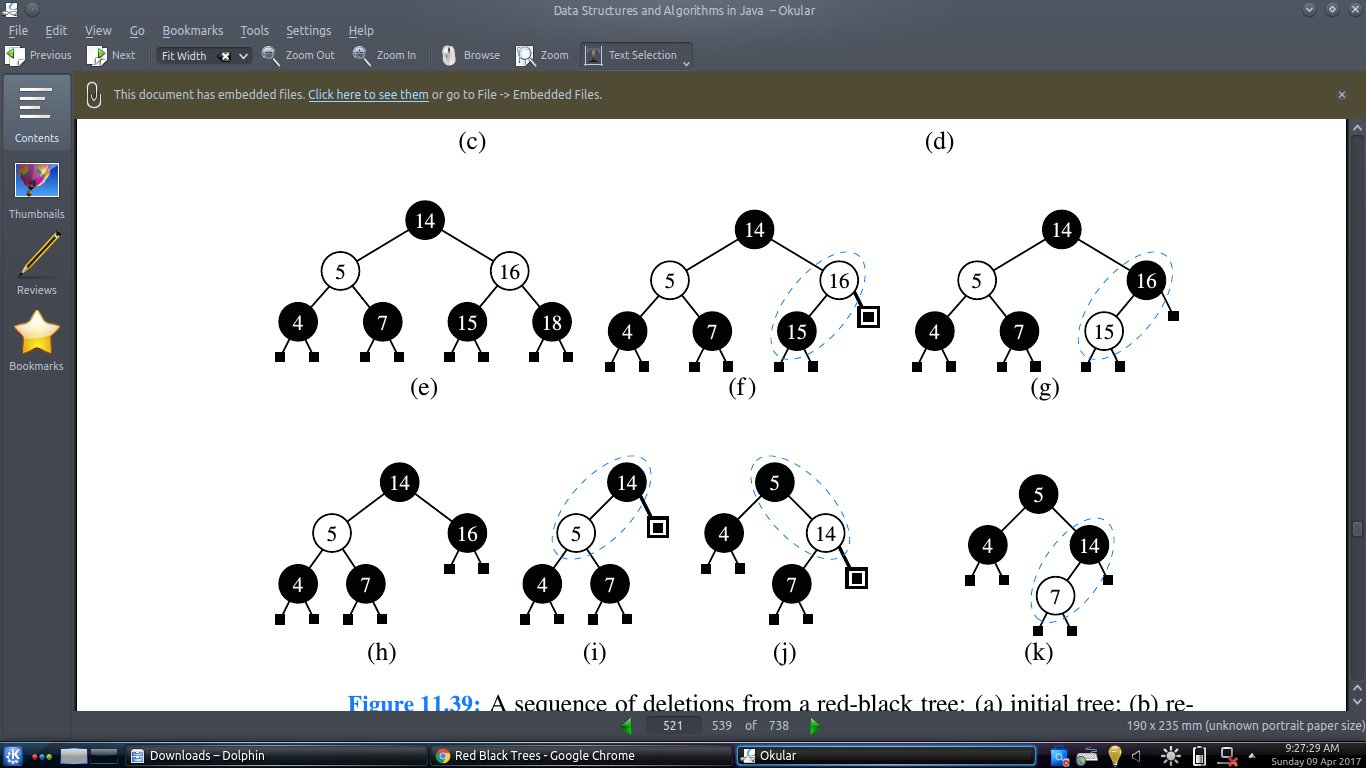 Data Structures and Algorithms in Java – Okular
File Edit View Go Bookmarks Tools Settings Help
Previous Next Fit Width Zoom Out Zoom In Browse Zoom Text Selection
This document has embedded files. Click here to see them or go to File -> Embedded Files.
Contents
Thumbnails
Reviews
Bookmarks
(c) (d)
14 14 14
5 16 5 16 5 16
4 7 15 18 4 7 15 4 7 15
(e) (f) (g)
14 14 5 5
5 16 5 4 14 4 14
4 7 4 7 7 7
(h) (i) (j) (k)
Figure 11.39: A sequence of deletions from a red-black tree: (a) initial tree; (b) re-
521 539 of 738 190 x 235 mm (unknown portrait paper size)
Downloads – Dolphin Red Black Trees - Google Chrome Okular 9:27:29 AM
Sunday 09 Apr 2017